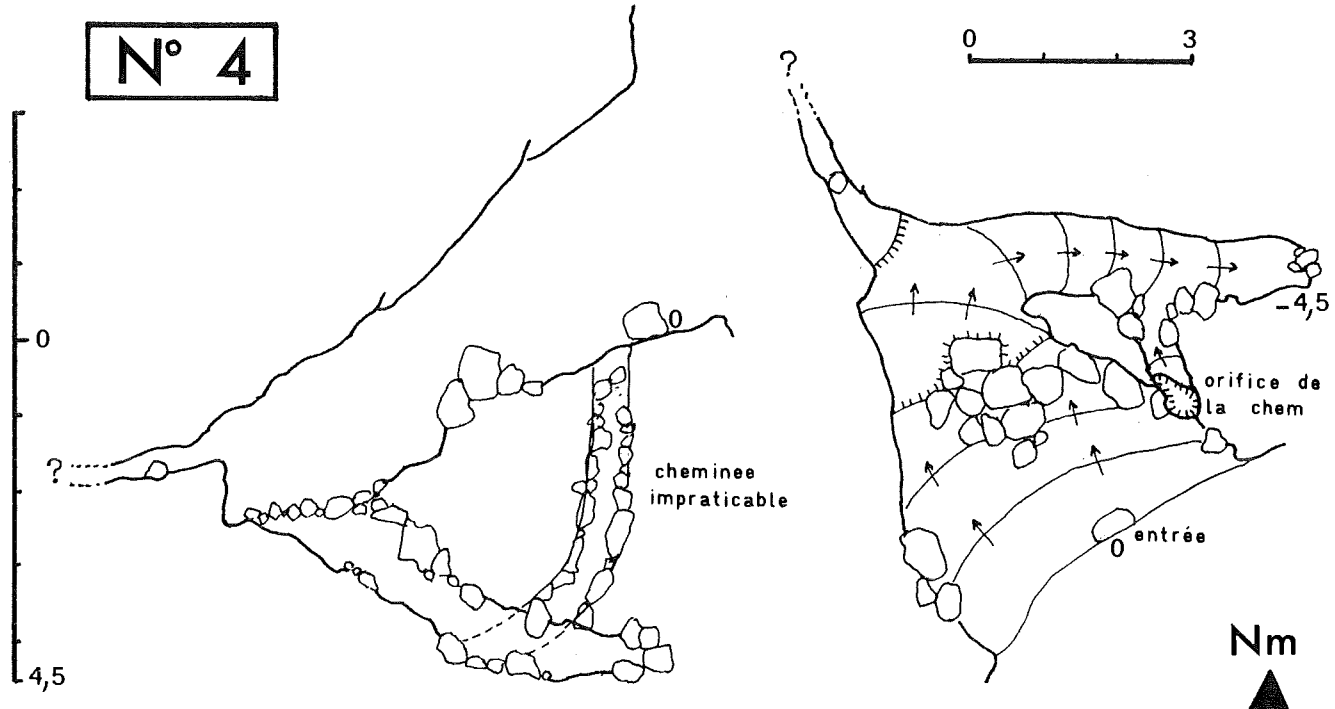 N° 4
0
4,5
?
0
cheminee
impraticable
0 3
?
-4,5
orifice de
la chem
entrée
0
Nm